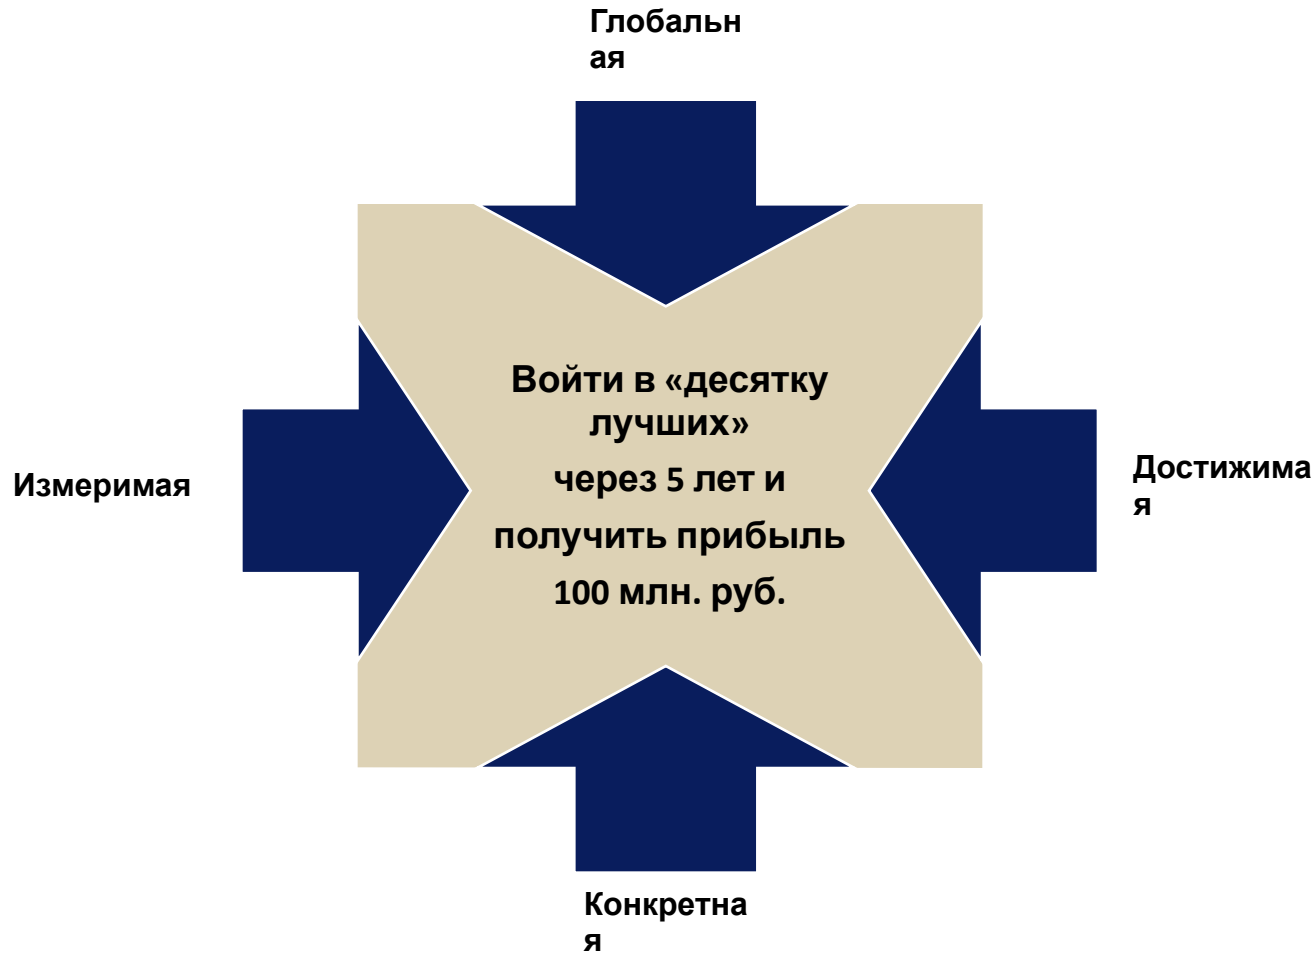 Глобальн
ая
Войти в «десятку
лучших»
через 5 лет и
получить прибыль
100 млн. руб.
Измеримая
Достижима
я
Конкретна
я